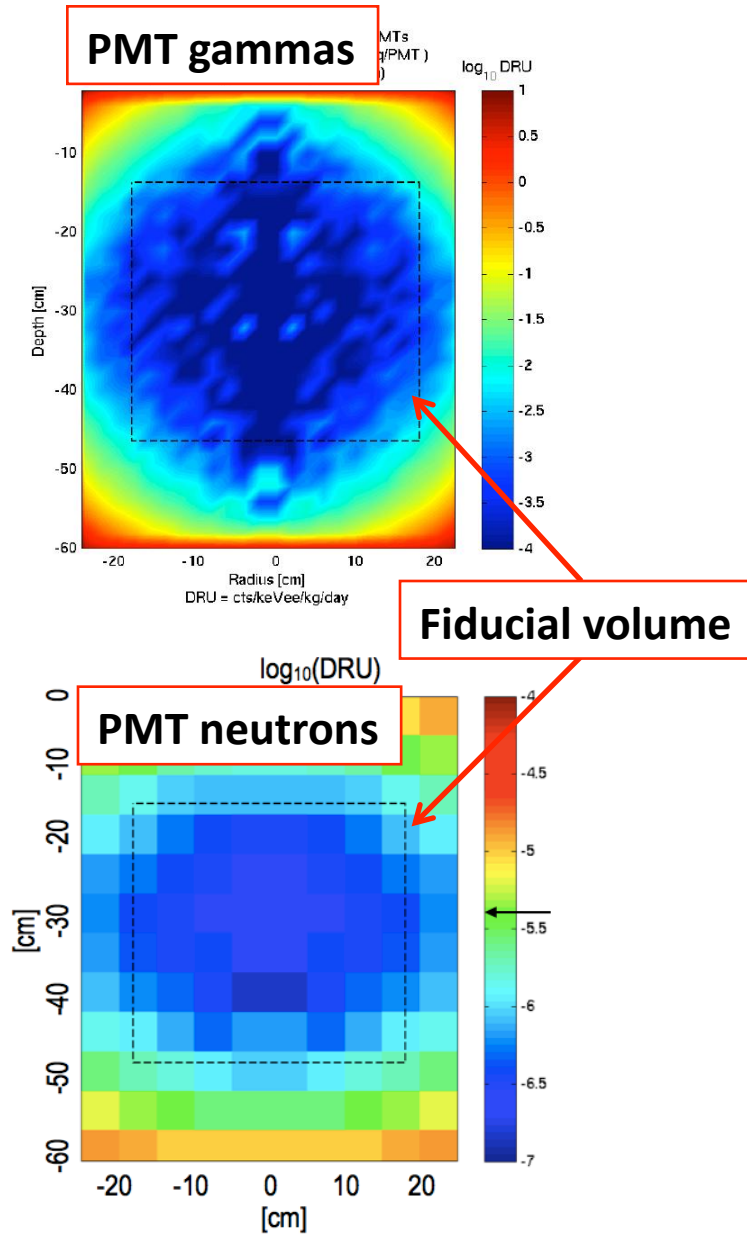 PMT gammas
MTs
q/PMT )
)
log10 DRU
1
0.5
0
-0.5
-1
-1.5
-2
-2.5
-3
-3.5
-4
Depth [cm]
-10
-20
-30
-40
-50
-60
-20 -10 0 10 20
Radius [cm]
DRU = cts/keVee/kg/day
Fiducial volume
log10(DRU)
PMT neutrons
[cm]
0
-10
-20
-30
-40
-50
-60
-20 -10 0 10 20
[cm]
-4
-4.5
-5
-5.5
-6
-6.5
-7